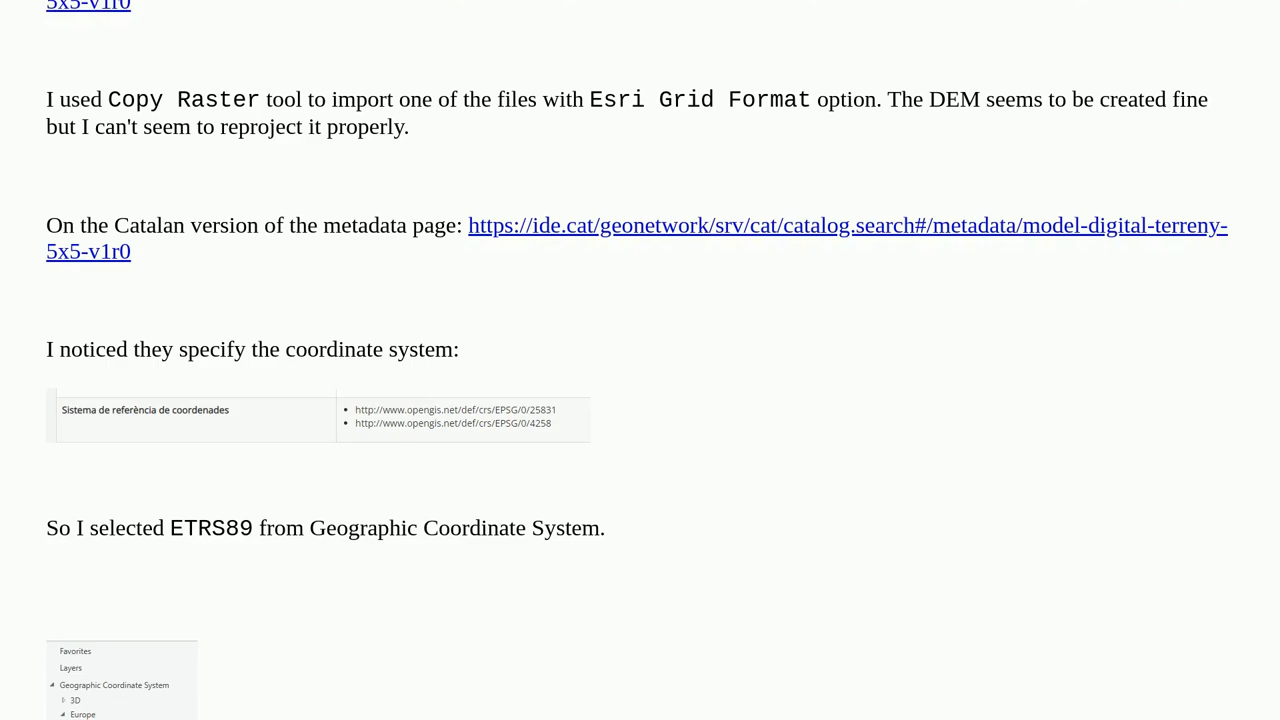 5x5-v1r0
I used Copy Raster tool to import one of the files with Esri Grid Format option. The DEM seems to be created fine
but I can't seem to reproject it properly.
On the Catalan version of the metadata page: https://ide.cat/geonetwork/srv/cat/catalog.search#/metadata/model-digital-terreny-
5x5-v1r0
I noticed they specify the coordinate system:
Sistema de referència de coordenades
• http://www.opengis.net/def/crs/EPSG/0/25831
• http://www.opengis.net/def/crs/EPSG/0/4258
So I selected ETRS89 from Geographic Coordinate System.
Favorites
Layers
Geographic Coordinate System
3D
Europe